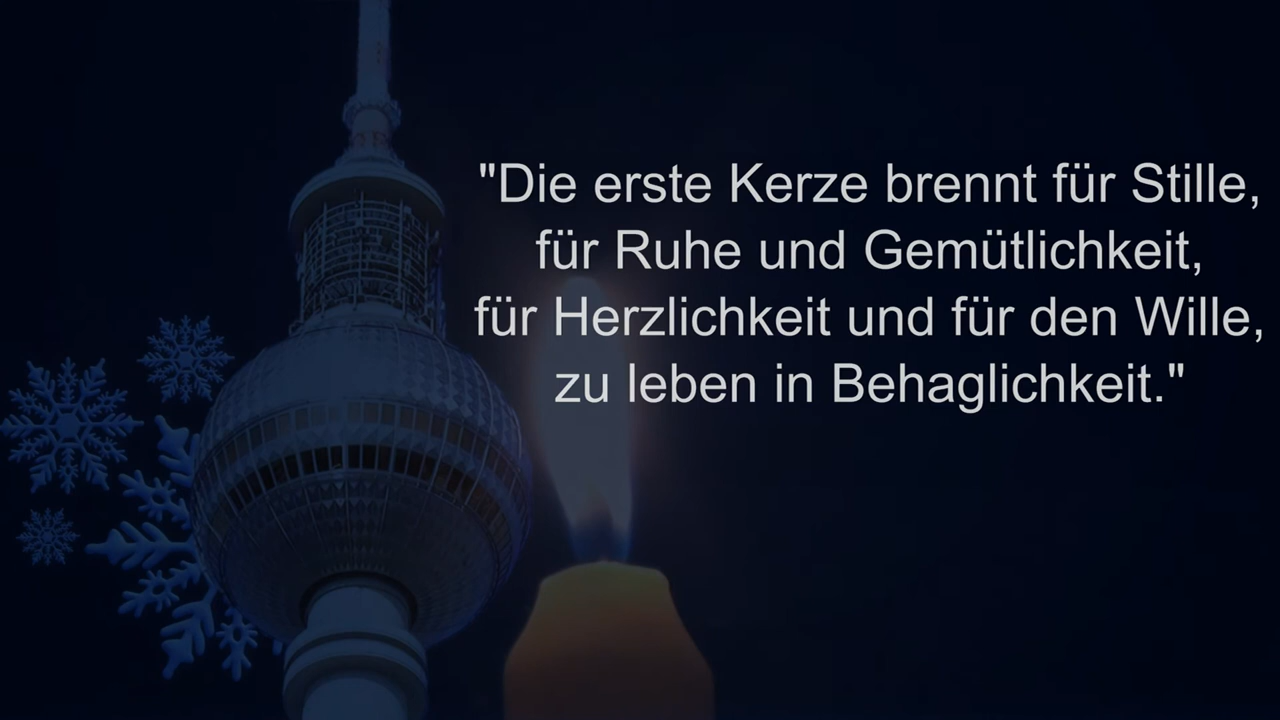 "Die erste Kerze brennt für Stille,
für Ruhe und Gemütlichkeit,
für Herzlichkeit und für den Wille,
zu leben in Behaglichkeit."